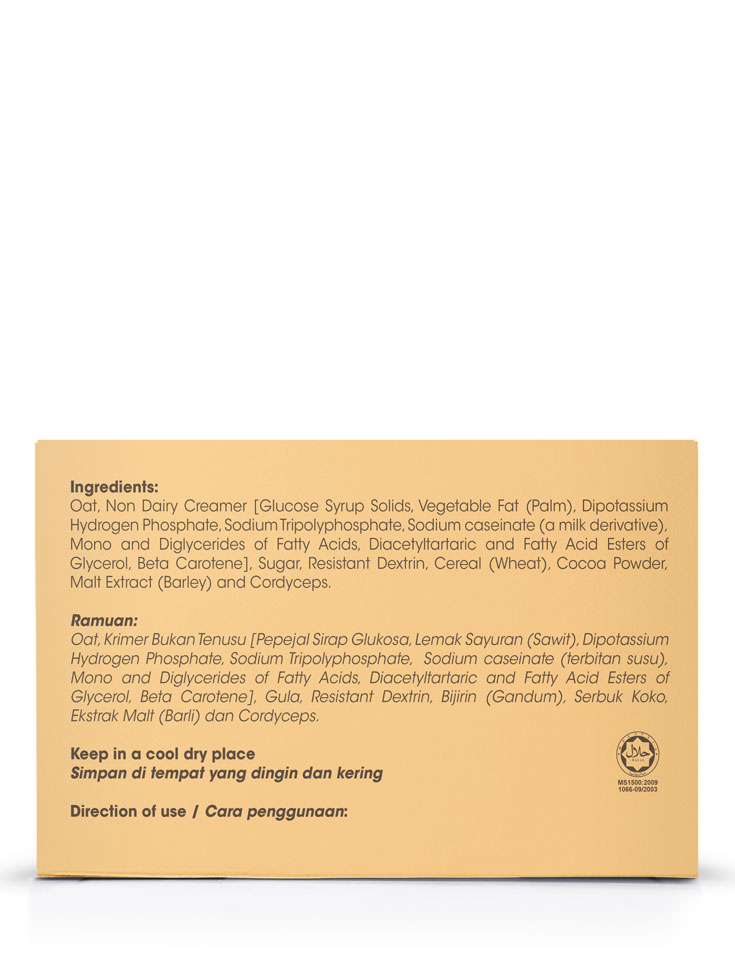 Ingredients:
Oat, Non Dairy Creamer [Glucose Syrup Solids, Vegetable Fat (Palm), Dipotassium
Hydrogen Phosphate, Sodium Tripolyphosphate, Sodium caseinate (a milk derivative),
Mono and Diglycerides of Fatty Acids, Diacetyltartaric and Fatty Acid Esters of
Glycerol, Beta Carotene], Sugar, Resistant Dextrin, Cereal (Wheat), Cocoa Powder,
Malt Extract (Barley) and Cordyceps.
Ramuan:
Oat, Krimer Bukan Tenusu [Pepejal Sirap Glukosa, Lemak Sayuran (Sawit), Dipotassium
Hydrogen Phosphate, Sodium Tripolyphosphate, Sodium caseinate (terbitan susu),
Mono and Diglycerides of Fatty Acids, Diacetyltartaric and Fatty Acid Esters of
Glycerol, Beta Carotene], Gula, Resistant Dextrin, Bijirin (Gandum), Serbuk Koko,
Ekstrak Malt (Barli) dan Cordyceps.
Keep in a cool dry place
Simpan di tempat yang dingin dan kering
حلال
HALAL
MS1500:2009
1066-09/2003
Direction of use / Cara penggunaan: